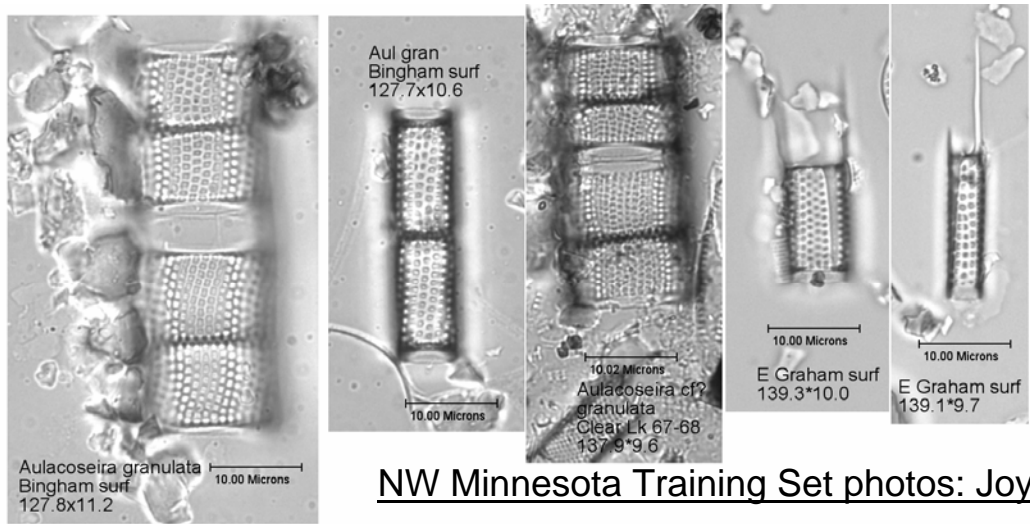 Aulacoseira granulata
Bingham surf
127.8x11.2
10.00 Microns
Aul gran
Bingham surf
127.7x10.6
10.00 Microns
10.02 Microns
Aulacoseira cf?
granulata
Clear Lk 67-68
137.9*9.6
10.00 Microns
E Graham surf
139.3*10.0
10.00 Microns
E Graham surf
139.1*9.7
NW Minnesota Training Set photos: Joy